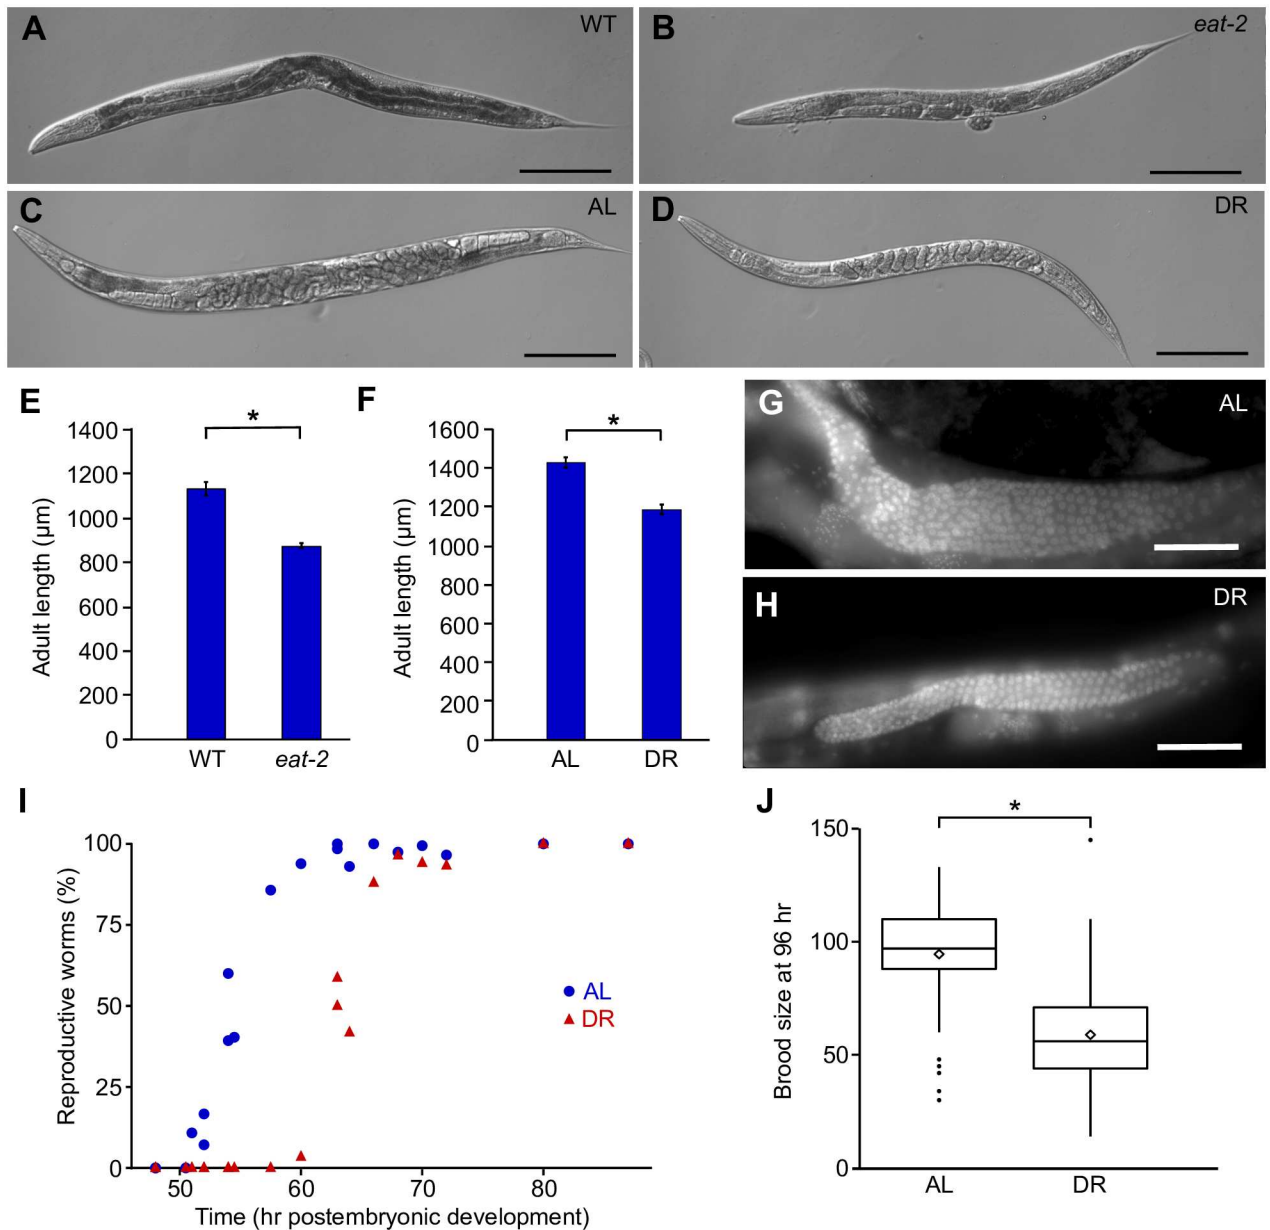 A WT
B eat-2
C AL
D DR
E
Adult length (µm)
1400
1200
1000
800
600
400
200
0
*
WT eat-2
F
Adult length (µm)
1600
1400
1200
1000
800
600
400
200
0
*
AL DR
G AL
H DR
I
Reproductive worms (%)
100
75
50
25
0
AL
DR
50 60 70 80
Time (hr postembryonic development)
J
Brood size at 96 hr
150
100
50
0
*
AL DR